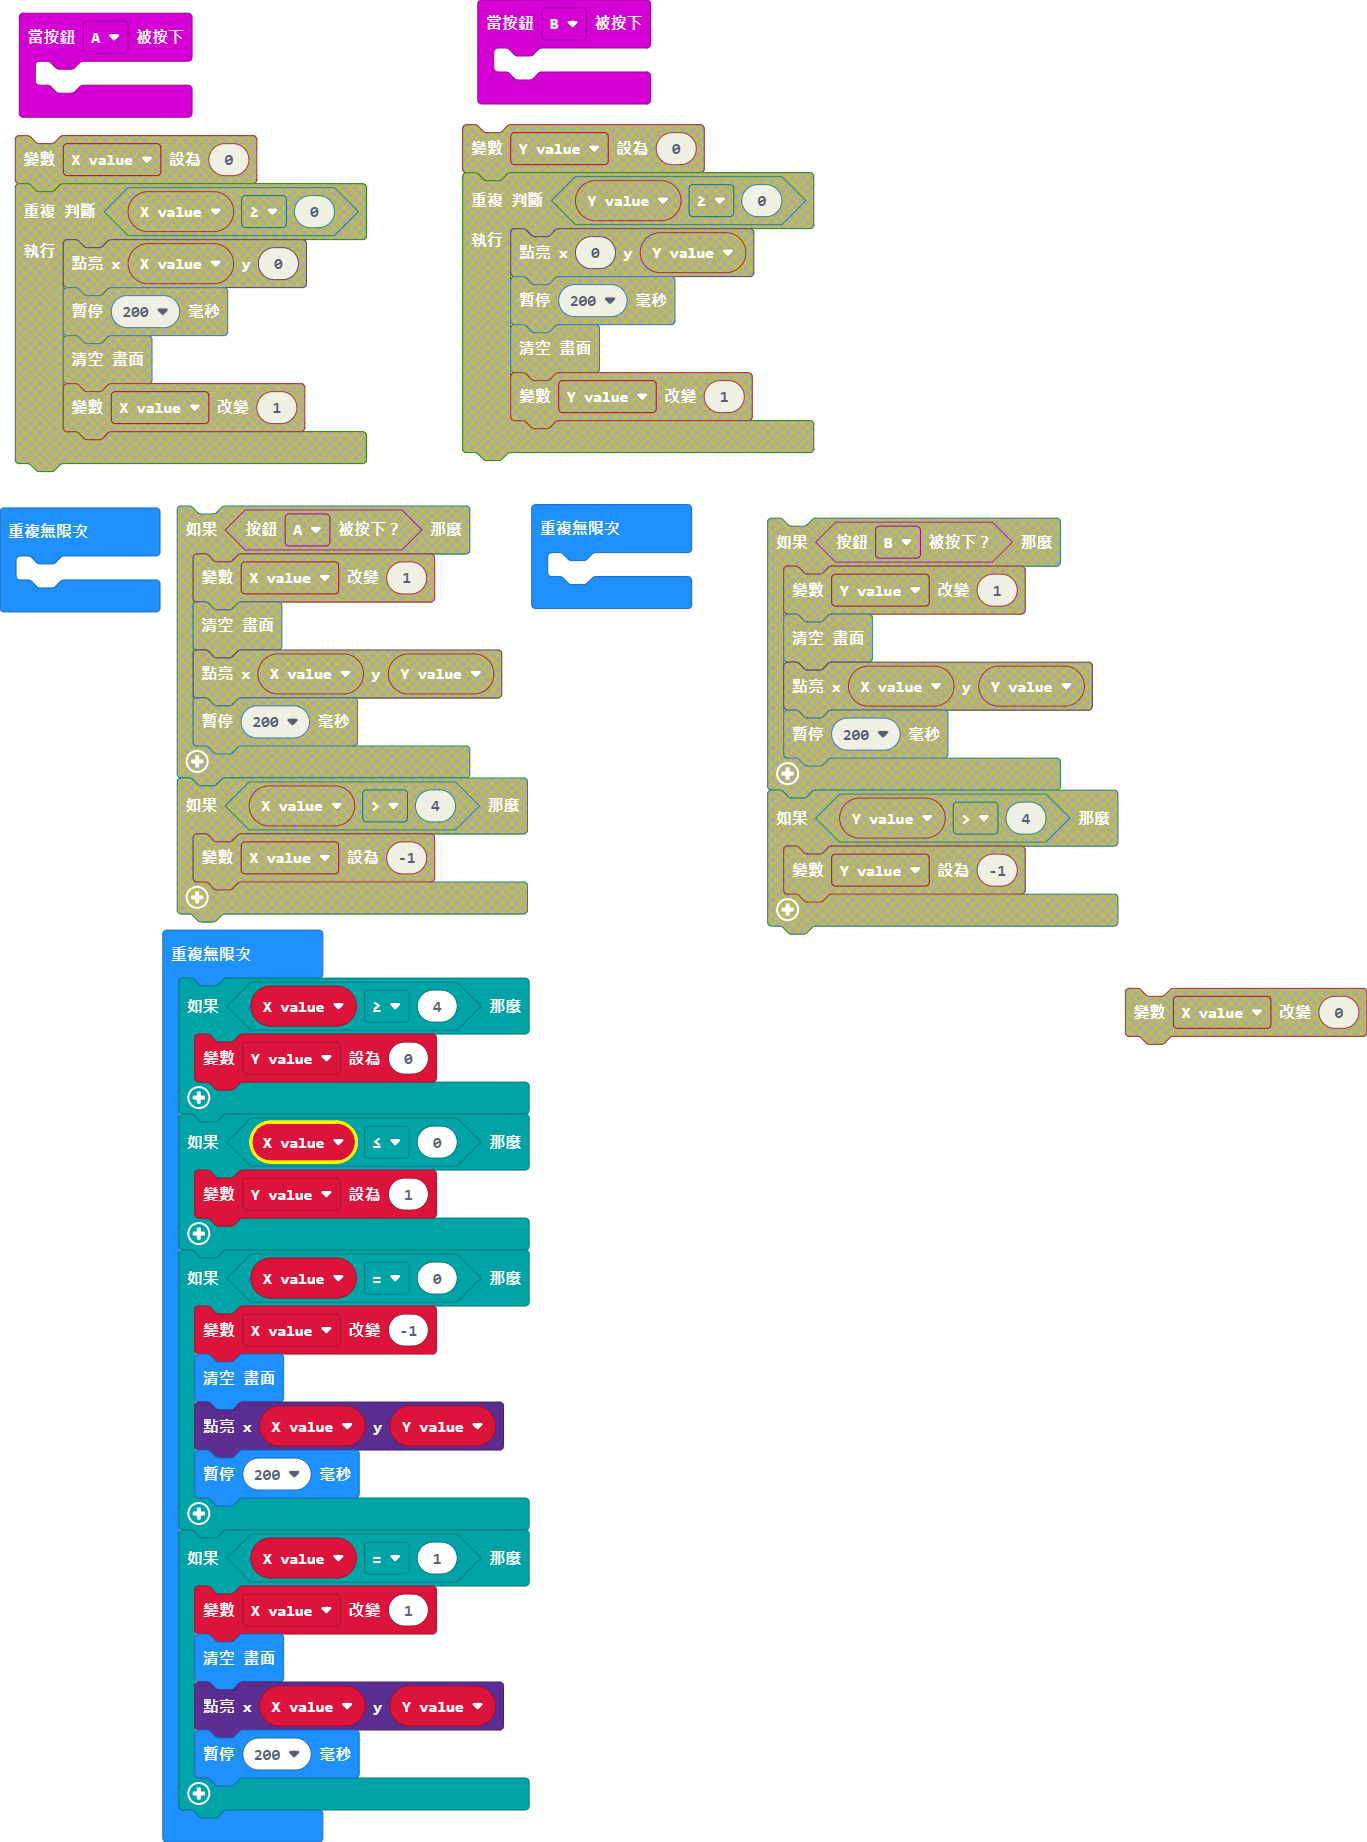 當按鈕 A 被按下
變數 X value 設為 0
重複 判斷 X value ≥ 0
執行
點亮 x X value y 0
暫停 200 毫秒
清空 畫面
變數 X value 改變 1
當按鈕 B 被按下
變數 Y value 設為 0
重複 判斷 Y value ≥ 0
執行
點亮 x 0 y Y value
暫停 200 毫秒
清空 畫面
變數 Y value 改變 1
重複無限次
如果 按鈕 A 被按下？ 那麼
變數 X value 改變 1
清空 畫面
點亮 x X value y Y value
暫停 200 毫秒
如果 X value > 4 那麼
變數 X value 設為 -1
重複無限次
如果 按鈕 B 被按下？ 那麼
變數 Y value 改變 1
清空 畫面
點亮 x X value y Y value
暫停 200 毫秒
如果 Y value > 4 那麼
變數 Y value 設為 -1
重複無限次
如果 X value ≥ 4 那麼
變數 Y value 設為 0
如果 X value ≤ 0 那麼
變數 Y value 設為 1
如果 X value = 0 那麼
變數 X value 改變 -1
清空 畫面
點亮 x X value y Y value
暫停 200 毫秒
如果 X value = 1 那麼
變數 X value 改變 1
清空 畫面
點亮 x X value y Y value
暫停 200 毫秒
變數 X value 改變 0